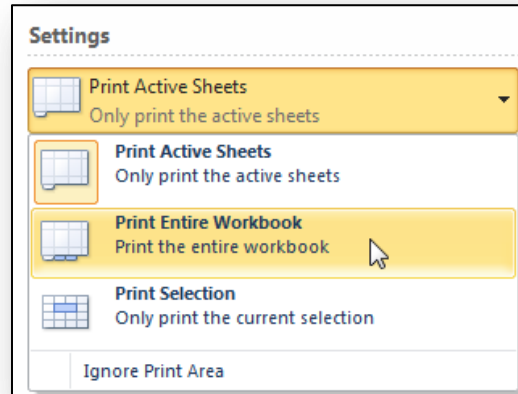 Settings
Print Active Sheets
Only print the active sheets
Print Active Sheets
Only print the active sheets
Print Entire Workbook
Print the entire workbook
Print Selection
Only print the current selection
Ignore Print Area